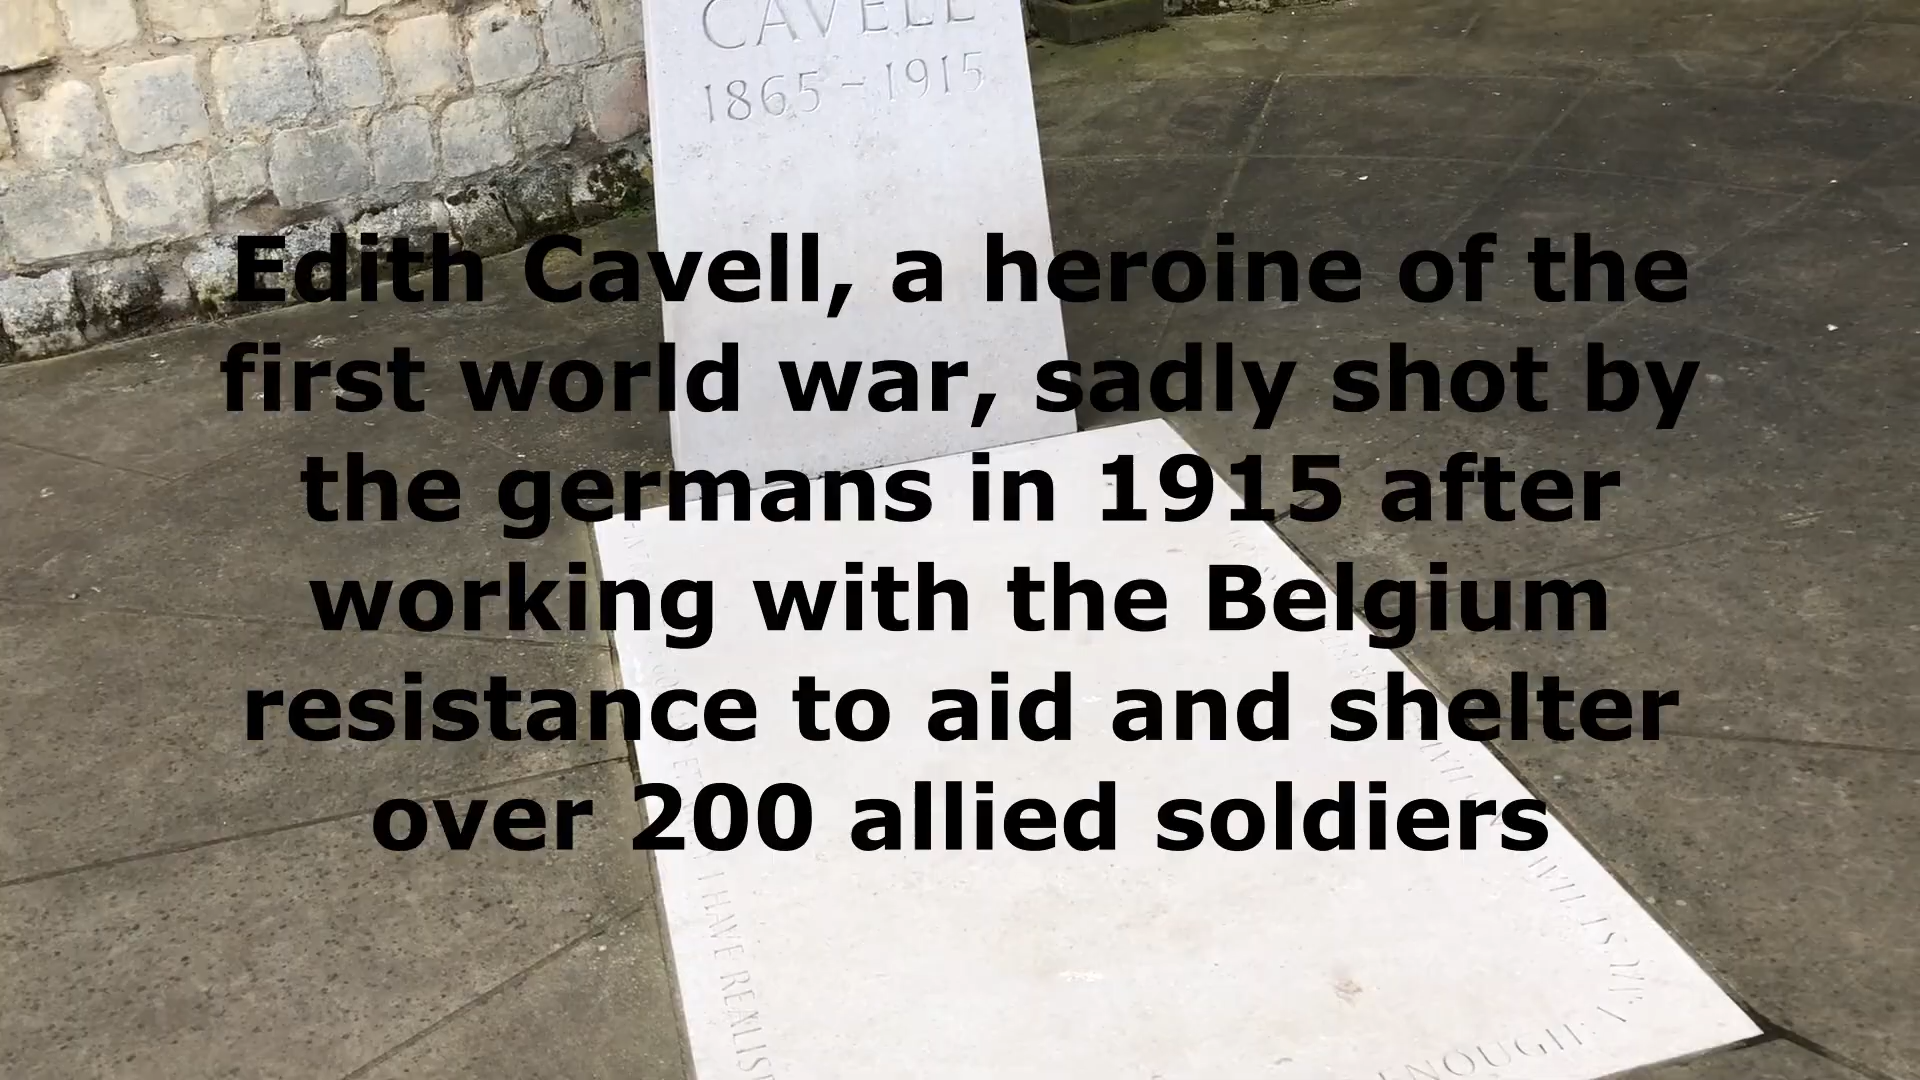 CAVELL
1865 - 1915
Edith Cavell, a heroine of the
first world war, sadly shot by
the germans in 1915 after
working with the Belgium
resistance to aid and shelter
over 200 allied soldiers
I HAVE REALISE
ENOUGH